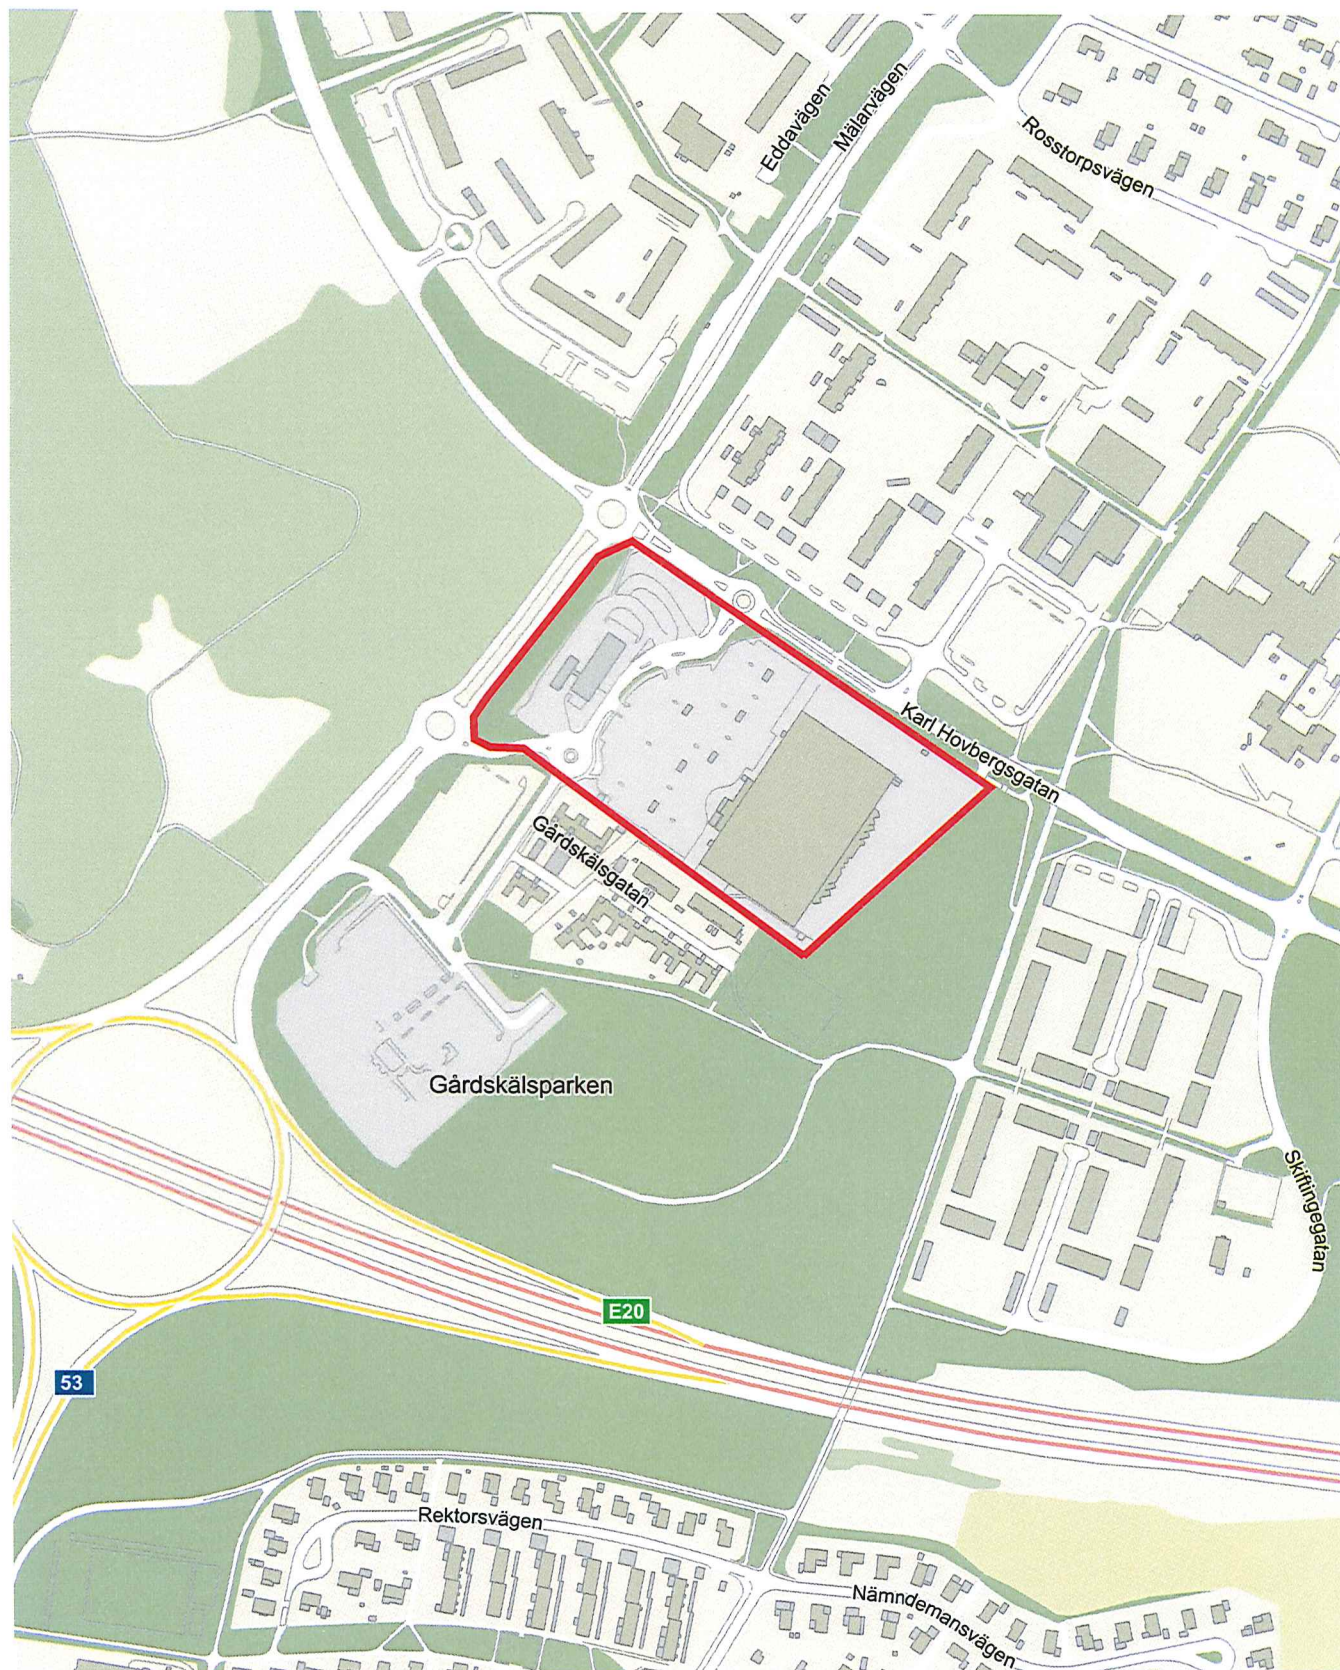 Eddavägen
Mälarvägen
Rosstorpsvägen
Karl Hovbergsgatan
Gårdskälsgatan
Gårdskälsparken
Skiftingegatan
E20
53
Rektorsvägen
Nämndemansvägen